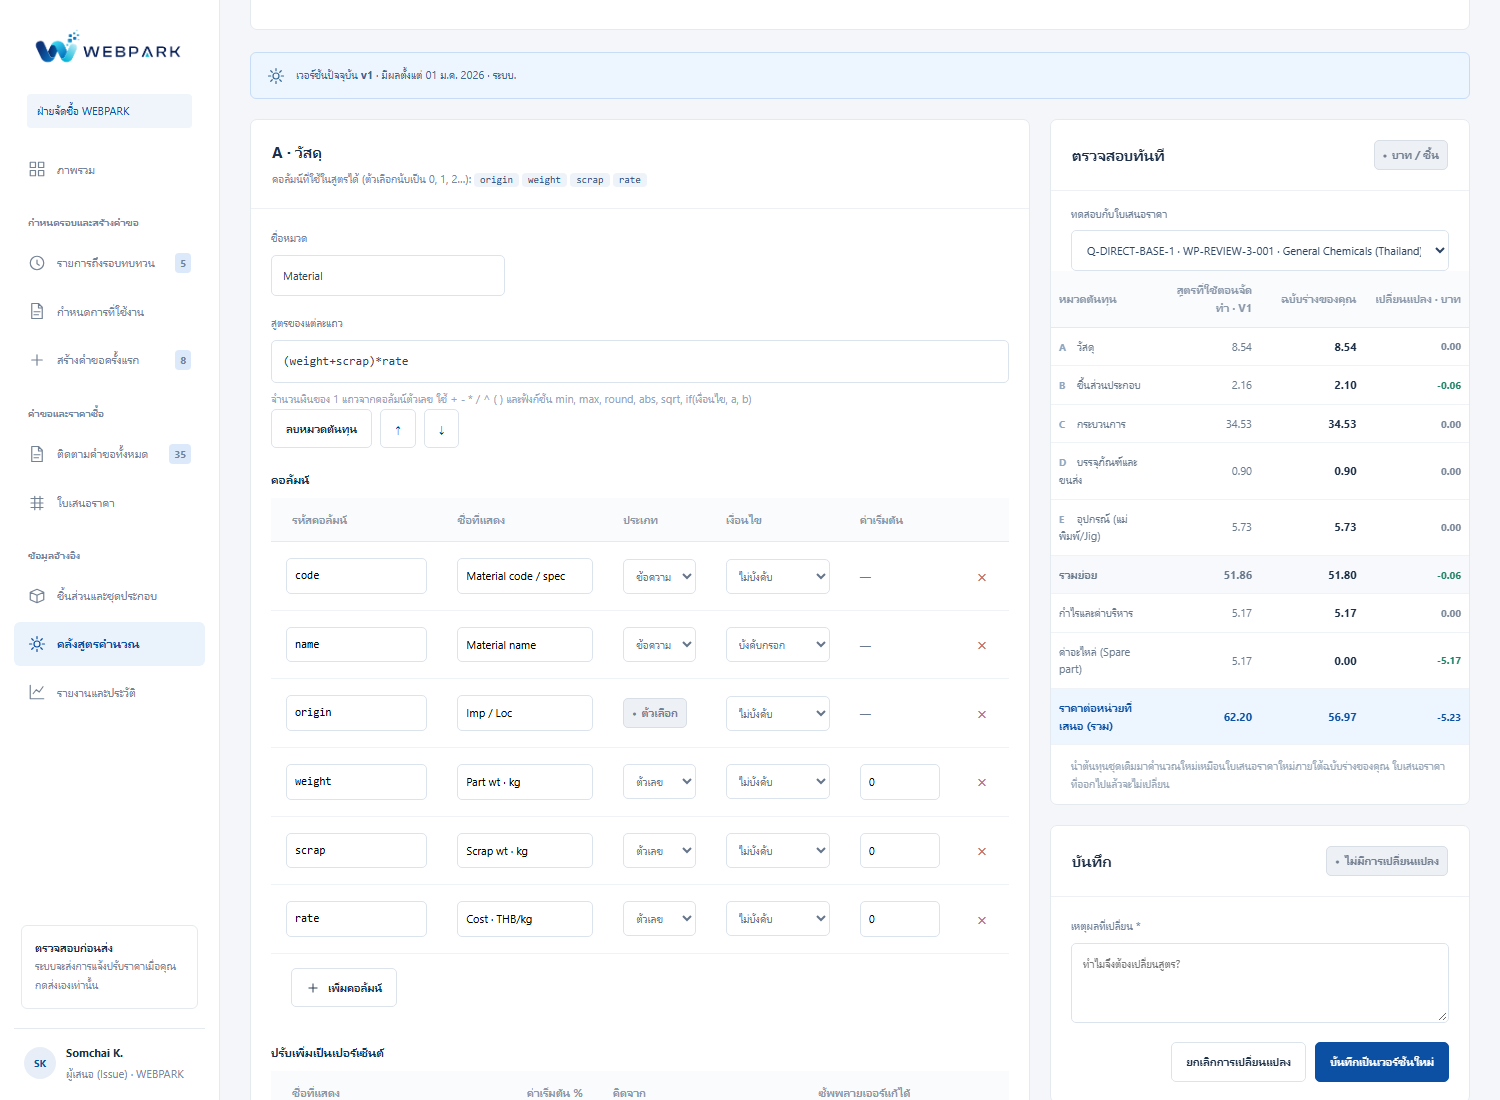 WEBPARK
ฝ่ายจัดซื้อ WEBPARK
ภาพรวม
กำหนดรอบและสร้างคำขอ
รายการถึงรอบทบทวน 5
กำหนดการที่ใช้งาน
สร้างคำขอครั้งแรก 8
คำขอและราคาซื้อ
ติดตามคำขอทั้งหมด 35
ใบเสนอราคา
ข้อมูลอ้างอิง
ชิ้นส่วนและชุดประกอบ
คลังสูตรคำนวณ
รายงานและประวัติ
ตรวจสอบก่อนส่ง
ระบบจะส่งการแจ้งปรับราคาเมื่อคุณ
กดส่งเองเท่านั้น
SK
Somchai K.
ผู้เสนอ (Issue) · WEBPARK
เวอร์ชันปัจจุบัน v1 · มีผลตั้งแต่ 01 ม.ค. 2026 · ระบบ.
A · วัสดุ
คอลัมน์ที่ใช้ในสูตรได้ (ตัวเลือกนับเป็น 0, 1, 2…): origin weight scrap rate
ชื่อหมวด
Material
สูตรของแต่ละแถว
(weight+scrap)*rate
จำนวนเงินของ 1 แถวจากคอลัมน์ตัวเลข ใช้ + - * / ^ ( ) และฟังก์ชัน min, max, round, abs, sqrt, if(เงื่อนไข, a, b)
ลบหมวดต้นทุน ↑ ↓
คอลัมน์
รหัสคอลัมน์ ชื่อที่แสดง ประเภท เงื่อนไข ค่าเริ่มต้น
code Material code / spec ข้อความ ไม่บังคับ — ×
name Material name ข้อความ บังคับกรอก — ×
origin Imp / Loc • ตัวเลือก ไม่บังคับ — ×
weight Part wt · kg ตัวเลข ไม่บังคับ 0 ×
scrap Scrap wt · kg ตัวเลข ไม่บังคับ 0 ×
rate Cost · THB/kg ตัวเลข ไม่บังคับ 0 ×
+ เพิ่มคอลัมน์
ปรับเพิ่มเป็นเปอร์เซ็นต์
ชื่อที่แสดง ค่าเริ่มต้น % คิดจาก ซัพพลายเออร์แก้ได้
ตรวจสอบทันที • บาท / ชิ้น
ทดสอบกับใบเสนอราคา
Q-DIRECT-BASE-1 · WP-REVIEW-3-001 · General Chemicals (Thailand)
หมวดต้นทุน สูตรที่ใช้ตอนจัด ฉบับร่างของคุณ เปลี่ยนแปลง · บาท
ทำ · V1
A วัสดุ 8.54 8.54 0.00
B ชิ้นส่วนประกอบ 2.16 2.10 -0.06
C กระบวนการ 34.53 34.53 0.00
D บรรจุภัณฑ์และ 0.90 0.90 0.00
ขนส่ง
E อุปกรณ์ (แม่ 5.73 5.73 0.00
พิมพ์/Jig)
รวมย่อย 51.86 51.80 -0.06
กำไรและค่าบริหาร 5.17 5.17 0.00
ค่าอะไหล่ (Spare 5.17 0.00 -5.17
part)
ราคาต่อหน่วยที่ 62.20 56.97 -5.23
เสนอ (รวม)
นำต้นทุนชุดเดิมมาคำนวณใหม่เหมือนใบเสนอราคาใหม่ภายใต้ฉบับร่างของคุณ ใบเสนอราคา
ที่ออกไปแล้วจะไม่เปลี่ยน
บันทึก • ไม่มีการเปลี่ยนแปลง
เหตุผลที่เปลี่ยน *
ทำไมจึงต้องเปลี่ยนสูตร?
ยกเลิกการเปลี่ยนแปลง บันทึกเป็นเวอร์ชันใหม่